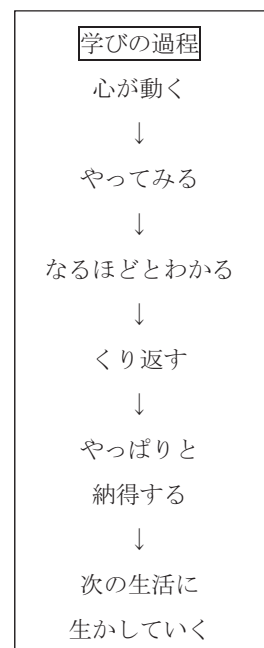 学びの過程
心が動く
↓
やってみる
↓
なるほどとわかる
↓
くり返す
↓
やっぱりと
納得する
↓
次の生活に
生かしていく